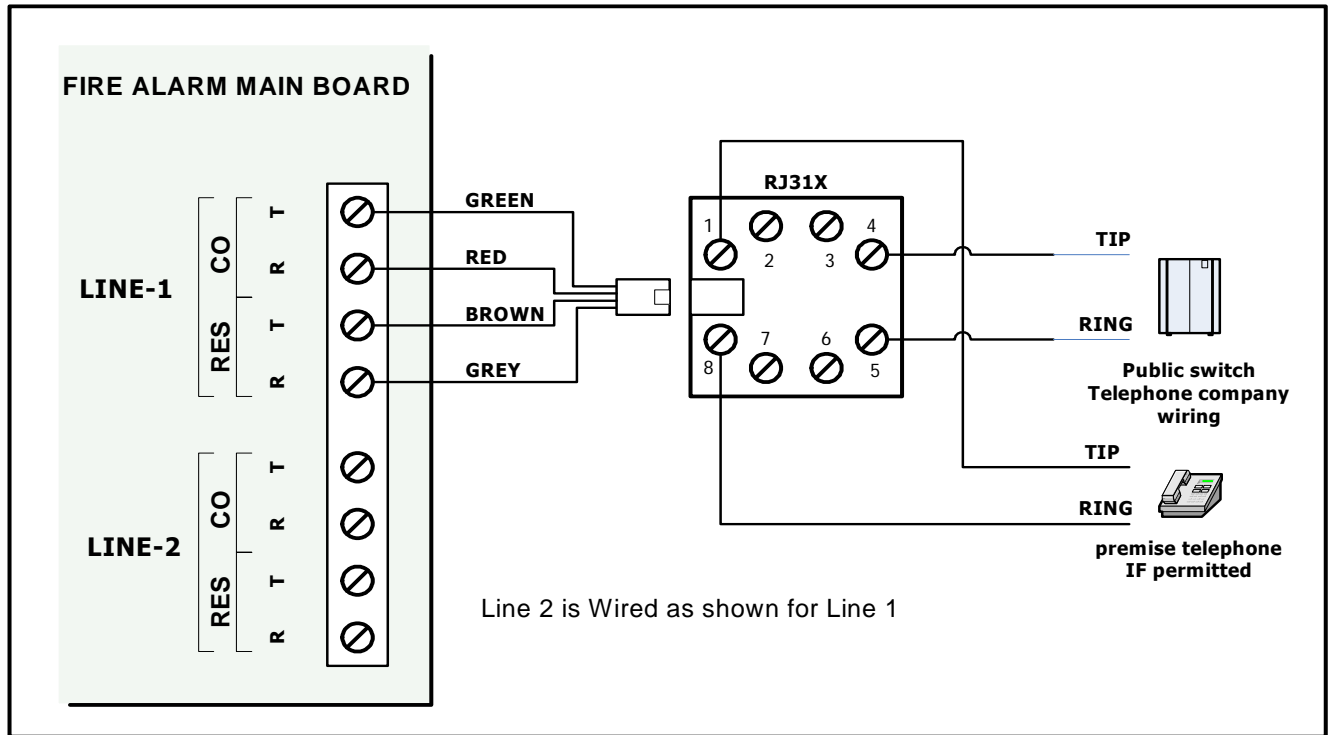 FIRE ALARM MAIN BOARD
LINE-1
CO
T
R
RES
T
R
GREEN
RED
BROWN
GREY
LINE-2
CO
T
R
RES
T
R
Line 2 is Wired as shown for Line 1
RJ31X
1
2
3
4
8
7
6
5
TIP
RING
Public switch
Telephone company
wiring
TIP
RING
premise telephone
IF permitted